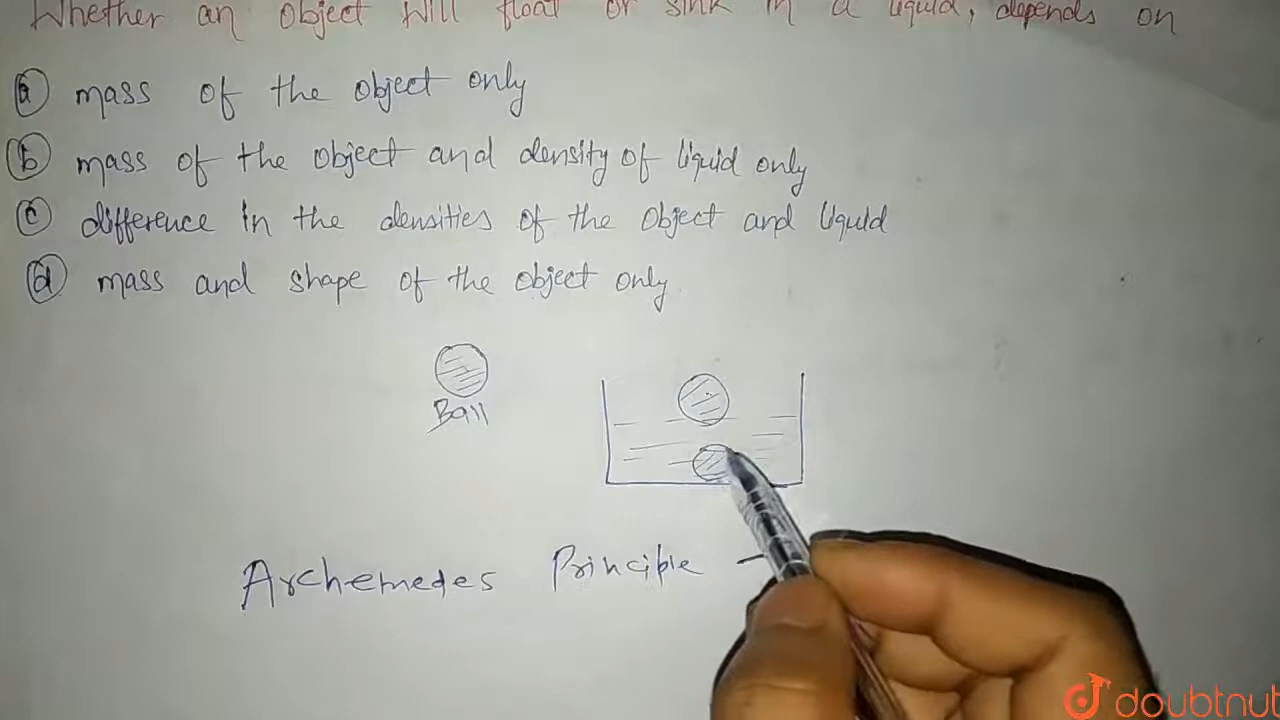 Whether an object will float or sink in a liquid, depends on
(a) mass of the object only
(b) mass of the object and density of liquid only
(c) difference in the densities of the object and liquid
(d) mass and shape of the object only.
Ball
Archemedes Principle -
doubtnut